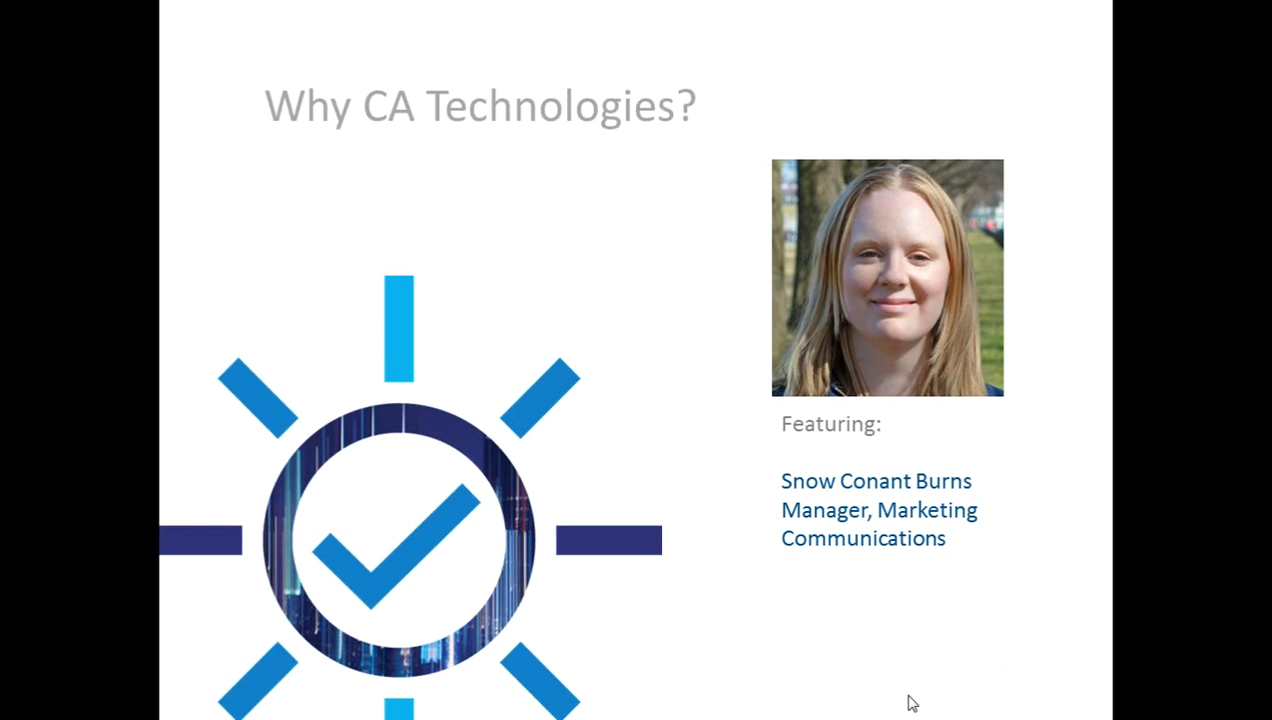 Why CA Technologies?
Featuring:
Snow Conant Burns
Manager, Marketing
Communications